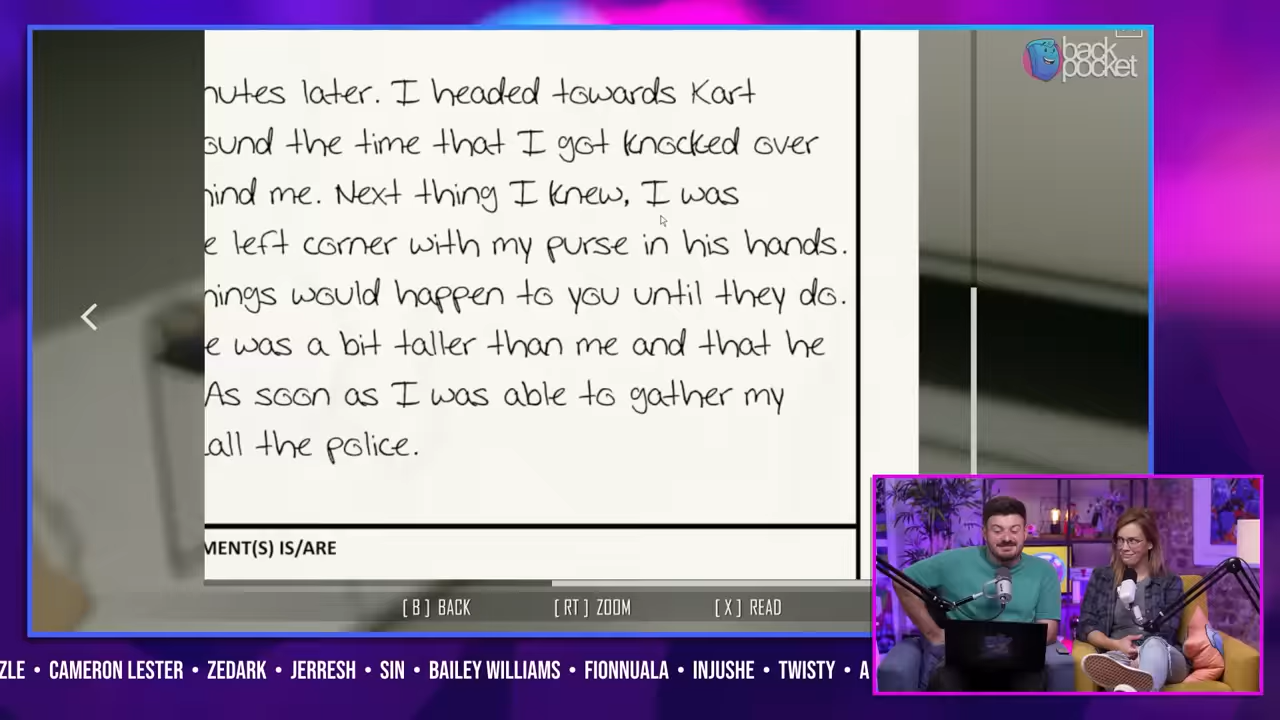 back
pocket
nutes later. I headed towards Kart
ound the time that I got knocked over
hind me. Next thing I knew, I was
e left corner with my purse in his hands.
hings would happen to you until they do.
e was a bit taller than me and that he
As soon as I was able to gather my
all the police.
MENT(S) IS/ARE
[ B ] BACK [ RT ] ZOOM [ X ] READ
ZLE • CAMERON LESTER • ZEDARK • JERRESH • SIN • BAILEY WILLIAMS • FIONNUALA • INJUSHE • TWISTY • A